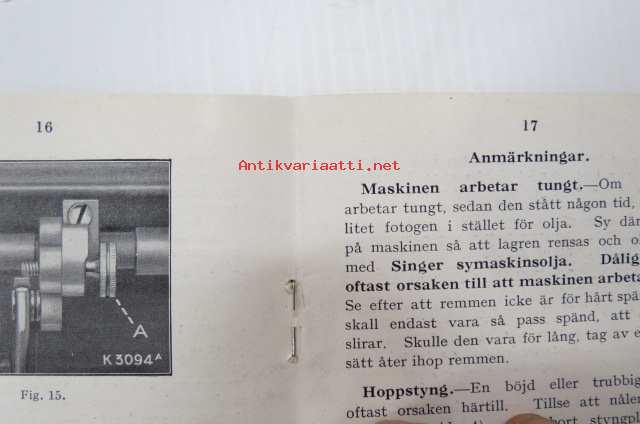 16
A
K3094A
Fig. 15.
Antikvariaatti.net
17
Anmärkningar.
Maskinen arbetar tungt.—Om
arbetar tungt, sedan den stått någon tid,
litet fotogen i stället för olja. Sy där
på maskinen så att lagren rensas och
med Singer symaskinsolja. Dålig
oftast orsaken till att maskinen arbeta
Se efter att remmen icke är för hårt spä
skall endast vara så pass spänd, att
slirar. Skulle den vara för lång, tag av
sätt åter ihop remmen.
Hoppstyng.—En böjd eller trubbig
oftast orsaken härtill. Tillse att nåle
styngpl